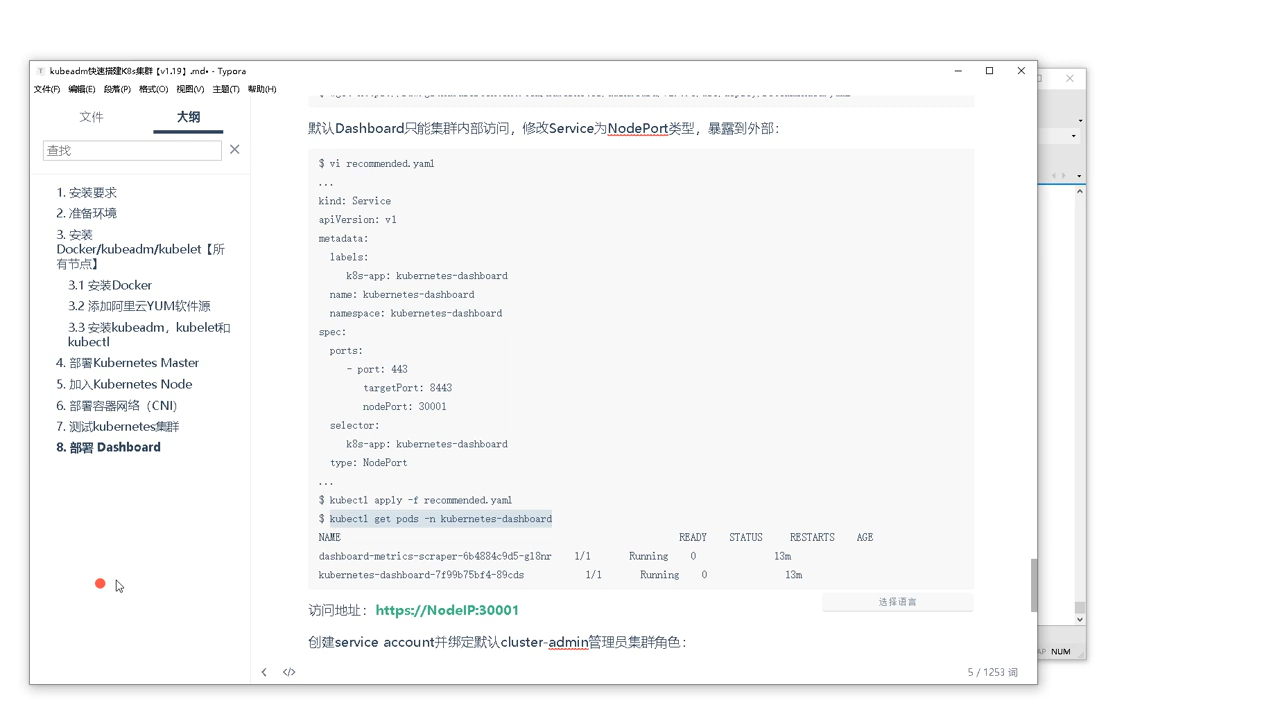 kubeadm快速搭建K8s集群【v1.19】.md• - Typora
文件(F) 编辑(E) 段落(P) 格式(O) 视图(V) 主题(T) 帮助(H)
文件 大纲
查找
1. 安装要求
2. 准备环境
3. 安装
Docker/kubeadm/kubelet【所
有节点】
3.1 安装Docker
3.2 添加阿里云YUM软件源
3.3 安装kubeadm，kubelet和
kubectl
4. 部署Kubernetes Master
5. 加入Kubernetes Node
6. 部署容器网络（CNI）
7. 测试kubernetes集群
8. 部署 Dashboard
默认Dashboard只能集群内部访问，修改Service为NodePort类型，暴露到外部：
$ vi recommended.yaml
...
kind: Service
apiVersion: v1
metadata:
labels:
k8s-app: kubernetes-dashboard
name: kubernetes-dashboard
namespace: kubernetes-dashboard
spec:
ports:
- port: 443
targetPort: 8443
nodePort: 30001
selector:
k8s-app: kubernetes-dashboard
type: NodePort
...
$ kubectl apply -f recommended.yaml
$ kubectl get pods -n kubernetes-dashboard
NAME READY STATUS RESTARTS AGE
dashboard-metrics-scraper-6b4884c9d5-gl8nr 1/1 Running 0 13m
kubernetes-dashboard-7f99b75bf4-89cds 1/1 Running 0 13m
选择语言
访问地址：https://NodeIP:30001
创建service account并绑定默认cluster-admin管理员集群角色：
5 / 1253 词
NUM